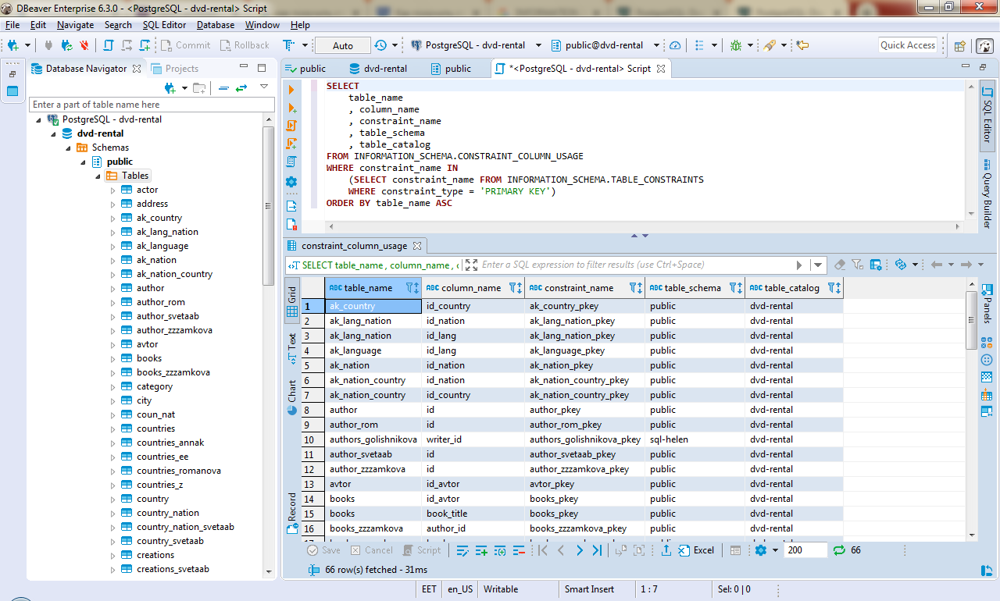 DBeaver Enterprise 6.3.0 - <PostgreSQL - dvd-rental> Script
File Edit Navigate Search SQL Editor Database Window Help
Commit Rollback Auto PostgreSQL - dvd-rental public@dvd-rental Quick Access
Database Navigator Projects
Enter a part of table name here
PostgreSQL - dvd-rental
dvd-rental
Schemas
public
Tables
actor
address
ak_country
ak_lang_nation
ak_language
ak_nation
ak_nation_country
author
author_rom
author_svetaab
author_zzzamkova
avtor
books
books_zzzamkova
category
city
coun_nat
countries
countries_annak
countries_ee
countries_romanova
countries_z
country
country_nation
country_nation_svetaab
country_svetaab
creations
creations_svetaab
public dvd-rental public *<PostgreSQL - dvd-rental> Script
SELECT
table_name
, column_name
, constraint_name
, table_schema
, table_catalog
FROM INFORMATION_SCHEMA.CONSTRAINT_COLUMN_USAGE
WHERE constraint_name IN
(SELECT constraint_name FROM INFORMATION_SCHEMA.TABLE_CONSTRAINTS
WHERE constraint_type = 'PRIMARY KEY')
ORDER BY table_name ASC
SQL Editor
Query Builder
constraint_column_usage
SELECT table_name , column_name , c Enter a SQL expression to filter results (use Ctrl+Space)
Grid
Text
Chart
Record
Panels
ABC table_name ABC column_name ABC constraint_name ABC table_schema ABC table_catalog
1 ak_country id_country ak_country_pkey public dvd-rental
2 ak_lang_nation id_nation ak_lang_nation_pkey public dvd-rental
3 ak_lang_nation id_lang ak_lang_nation_pkey public dvd-rental
4 ak_language id_lang ak_language_pkey public dvd-rental
5 ak_nation id_nation ak_nation_pkey public dvd-rental
6 ak_nation_country id_nation ak_nation_country_pkey public dvd-rental
7 ak_nation_country id_country ak_nation_country_pkey public dvd-rental
8 author id author_pkey public dvd-rental
9 author_rom id author_rom_pkey public dvd-rental
10 authors_golishnikova writer_id authors_golishnikova_pkey sql-helen dvd-rental
11 author_svetaab id author_svetaab_pkey public dvd-rental
12 author_zzzamkova id author_zzzamkova_pkey public dvd-rental
13 avtor id_avtor avtor_pkey public dvd-rental
14 books id_avtor books_pkey public dvd-rental
15 books book_title books_pkey public dvd-rental
16 books_zzzamkova author_id books_zzzamkova_pkey public dvd-rental
Save Cancel Script Excel 200 66
66 row(s) fetched - 31ms
EET en_US Writable Smart Insert 1 : 7 Sel: 0 | 0